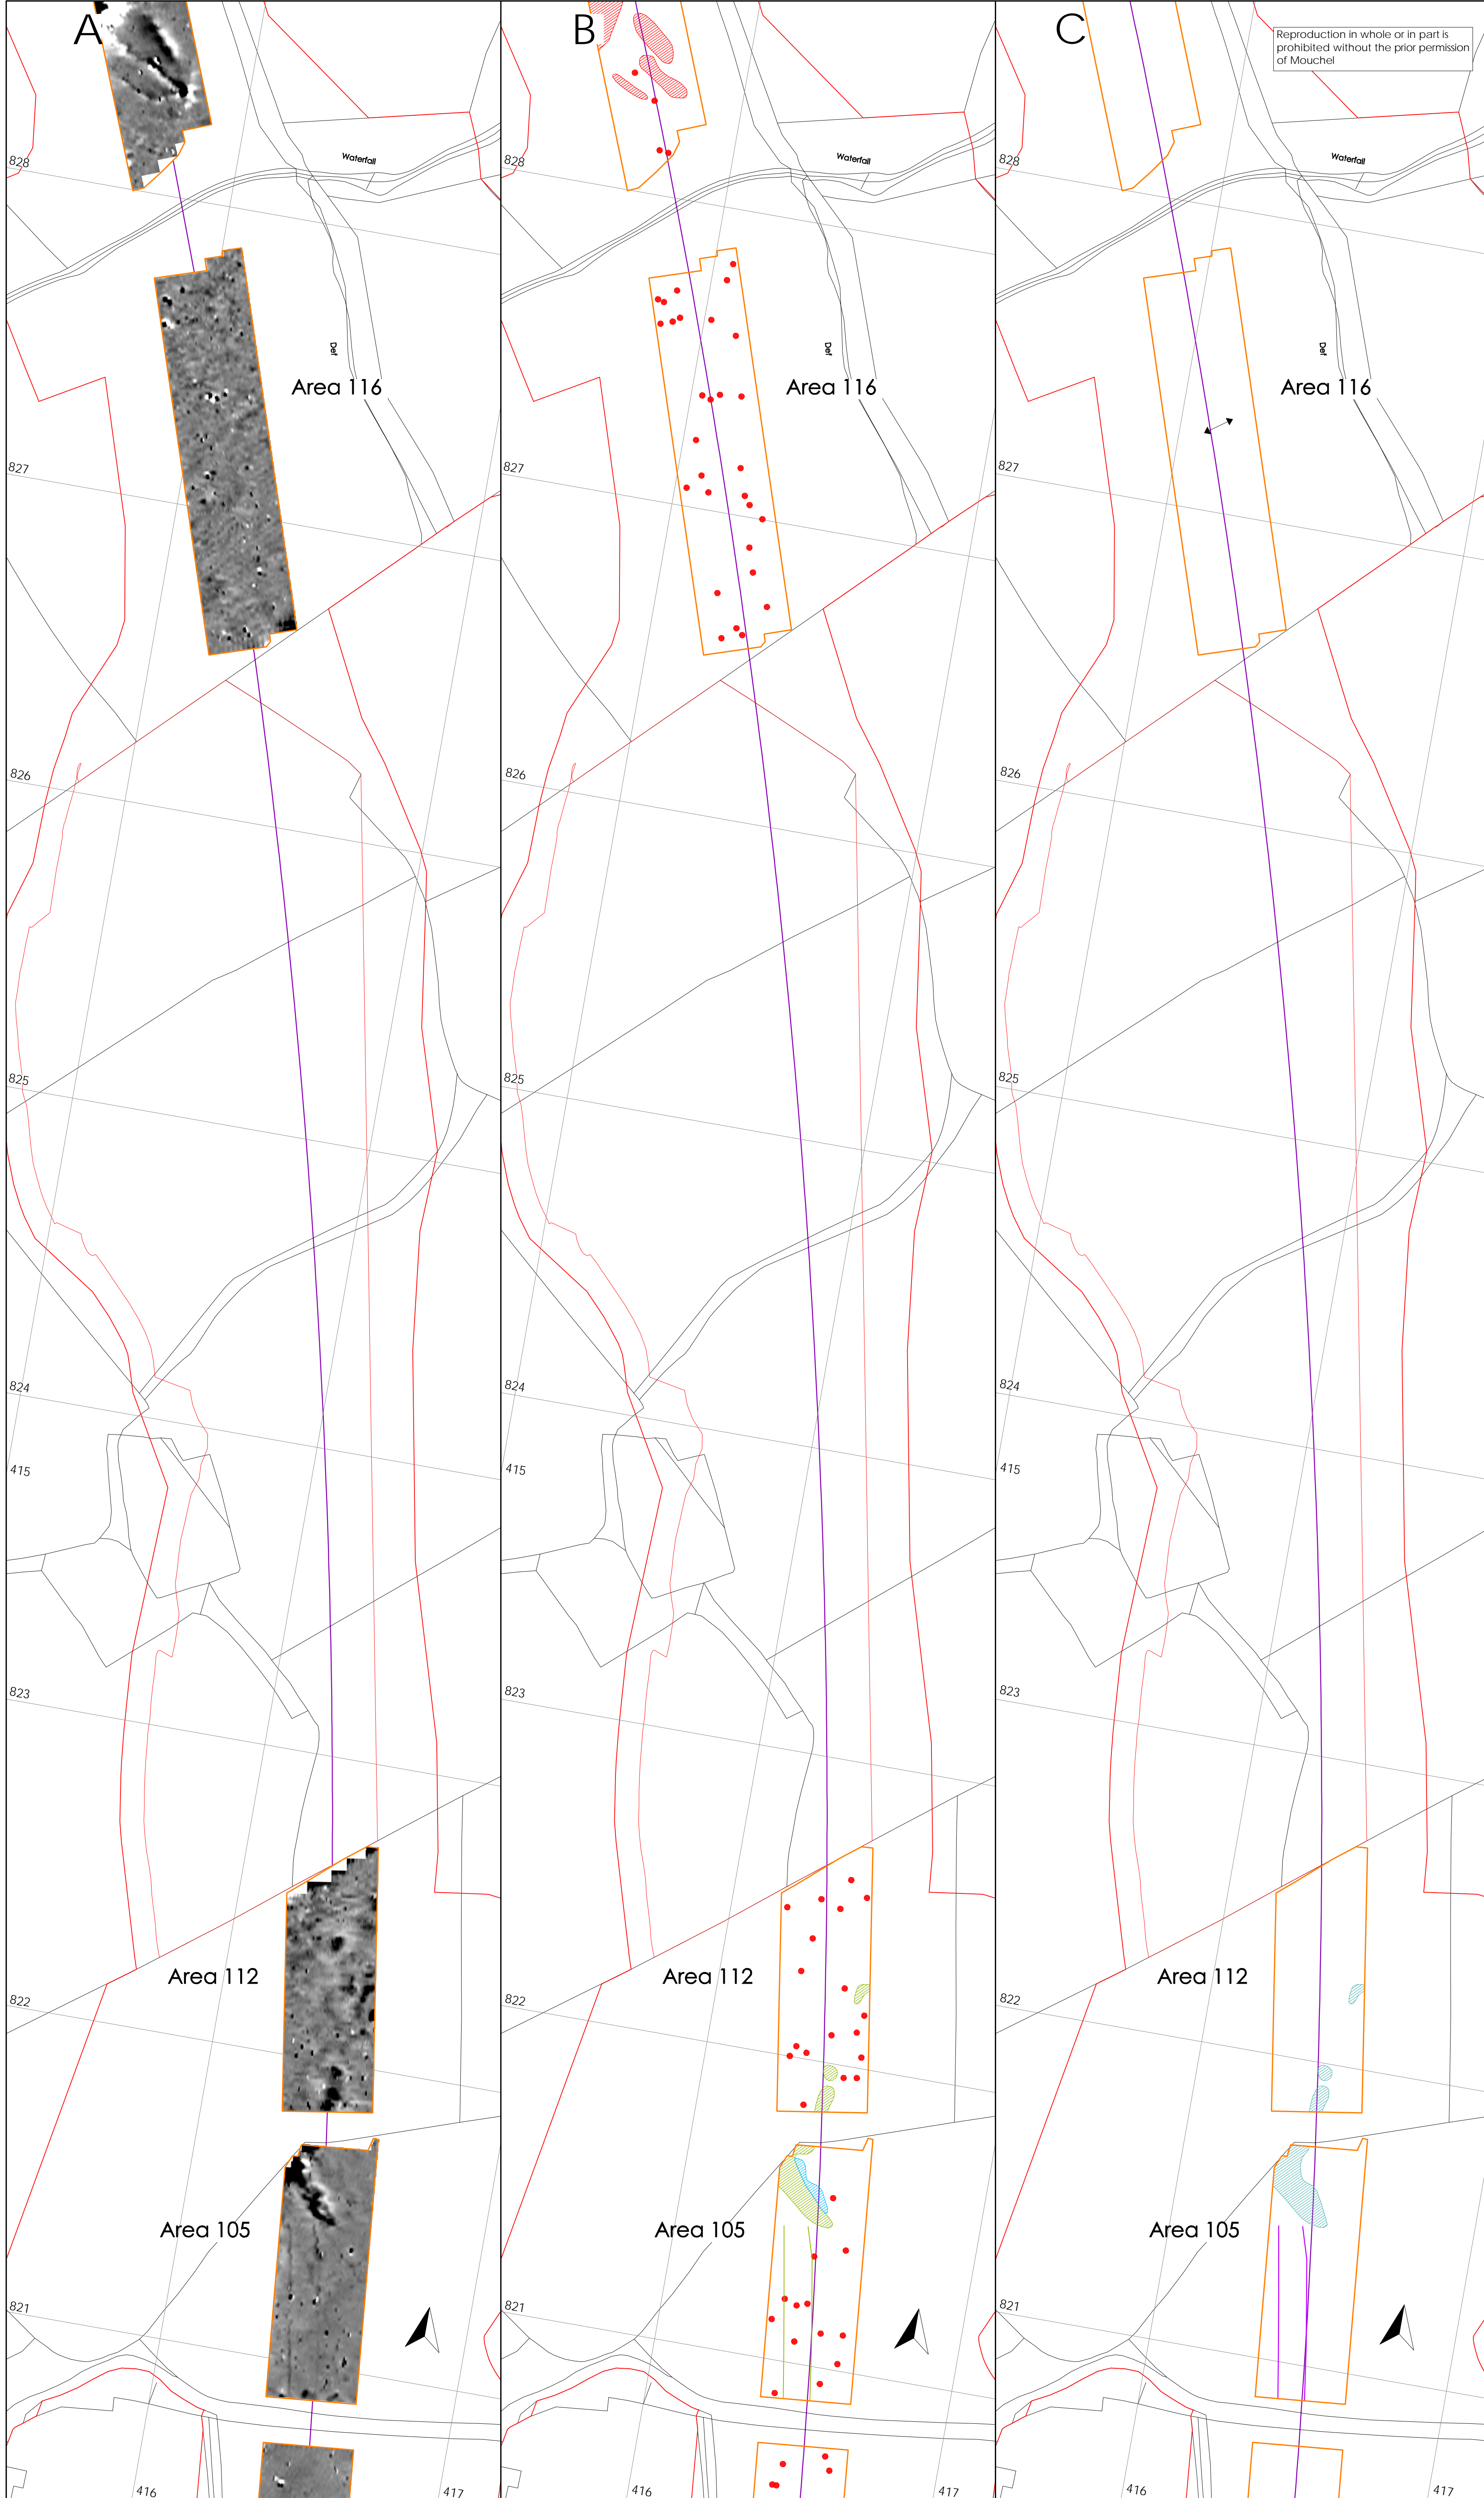 A
828
Waterfall
Def
Area 116
827
826
825
824
415
823
Area 112
822
Area 105
821
416
417
B
828
Waterfall
Def
Area 116
827
826
825
824
415
823
Area 112
822
Area 105
821
416
417
C
Reproduction in whole or in part is
prohibited without the prior permission
of Mouchel
828
Waterfall
Def
Area 116
827
826
825
824
415
823
Area 112
822
Area 105
821
416
417